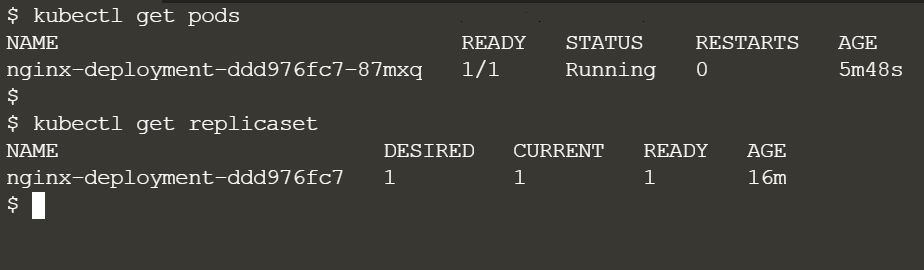 $ kubectl get pods
NAME                               READY   STATUS    RESTARTS   AGE
nginx-deployment-ddd976fc7-87mxq   1/1     Running   0          5m48s
$
$ kubectl get replicaset
NAME                         DESIRED   CURRENT   READY   AGE
nginx-deployment-ddd976fc7   1         1         1       16m
$